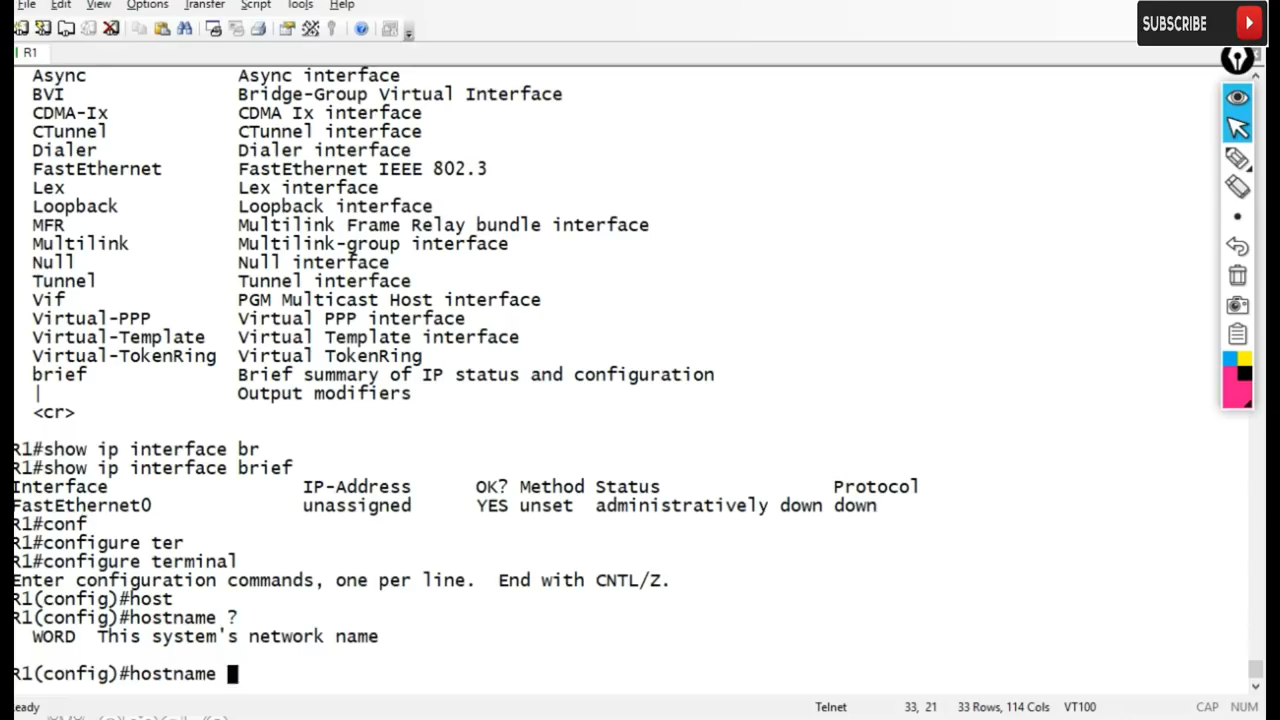 File Edit View Options Transfer Script Tools Help
SUBSCRIBE
R1
Async Async interface
BVI Bridge-Group Virtual Interface
CDMA-Ix CDMA Ix interface
CTunnel CTunnel interface
Dialer Dialer interface
FastEthernet FastEthernet IEEE 802.3
Lex Lex interface
Loopback Loopback interface
MFR Multilink Frame Relay bundle interface
Multilink Multilink-group interface
Null Null interface
Tunnel Tunnel interface
Vif PGM Multicast Host interface
Virtual-PPP Virtual PPP interface
Virtual-Template Virtual Template interface
Virtual-TokenRing Virtual TokenRing
brief Brief summary of IP status and configuration
| Output modifiers
<cr>
R1#show ip interface br
R1#show ip interface brief
Interface IP-Address OK? Method Status Protocol
FastEthernet0 unassigned YES unset administratively down down
R1#conf
R1#configure ter
R1#configure terminal
Enter configuration commands, one per line. End with CNTL/Z.
R1(config)#host
R1(config)#hostname ?
WORD This system's network name
R1(config)#hostname
eady Telnet 33, 21 33 Rows, 114 Cols VT100 CAP NUM